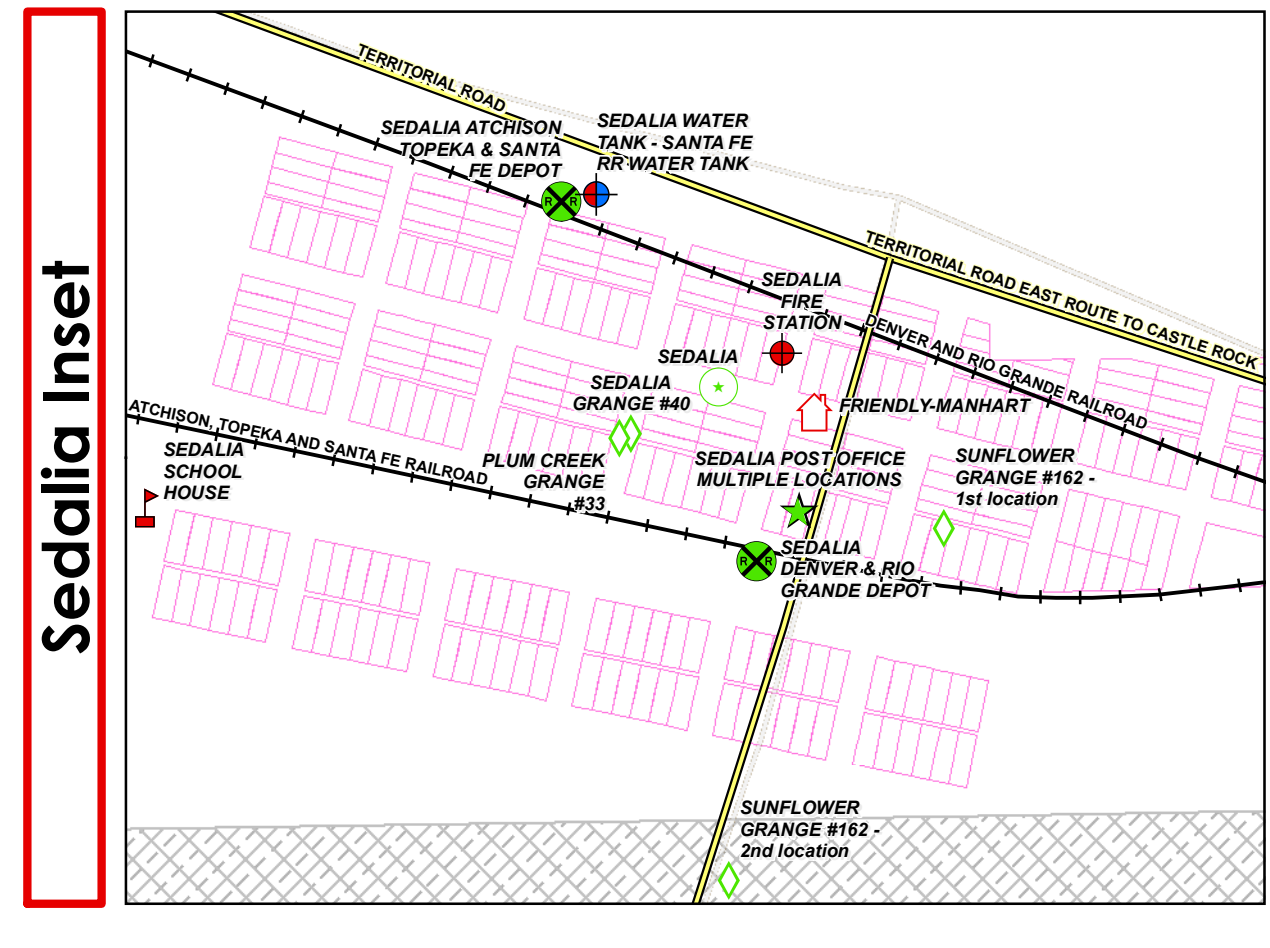 Sedalia Inset
TERRITORIAL ROAD
SEDALIA ATCHISON
TOPEKA & SANTA
FE DEPOT
SEDALIA WATER
TANK - SANTA FE
RR WATER TANK
R R
TERRITORIAL ROAD EAST ROUTE TO CASTLE ROCK
SEDALIA
FIRE
STATION
DENVER AND RIO GRANDE RAILROAD
SEDALIA
SEDALIA
GRANGE #40
FRIENDLY-MANHART
ATCHISON, TOPEKA AND SANTA FE RAILROAD
SEDALIA
SCHOOL
HOUSE
PLUM CREEK
GRANGE
#33
SEDALIA POST OFFICE
MULTIPLE LOCATIONS
SUNFLOWER
GRANGE #162 -
1st location
R R
SEDALIA
DENVER & RIO
GRANDE DEPOT
SUNFLOWER
GRANGE #162 -
2nd location